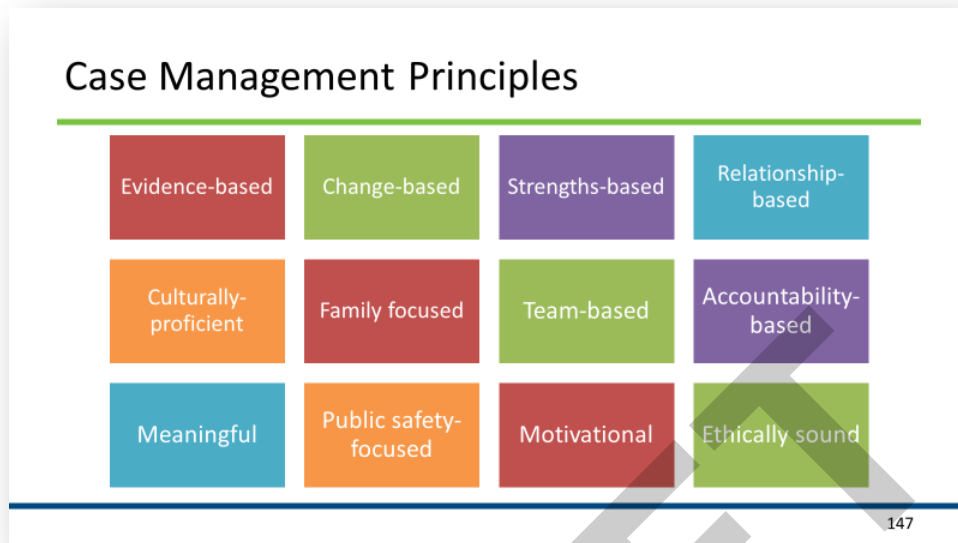 Case Management Principles
Evidence-based
Change-based
Strengths-based
Relationship-
based
Culturally-
proficient
Family focused
Team-based
Accountability-
based
Meaningful
Public safety-
focused
Motivational
Ethically sound
147